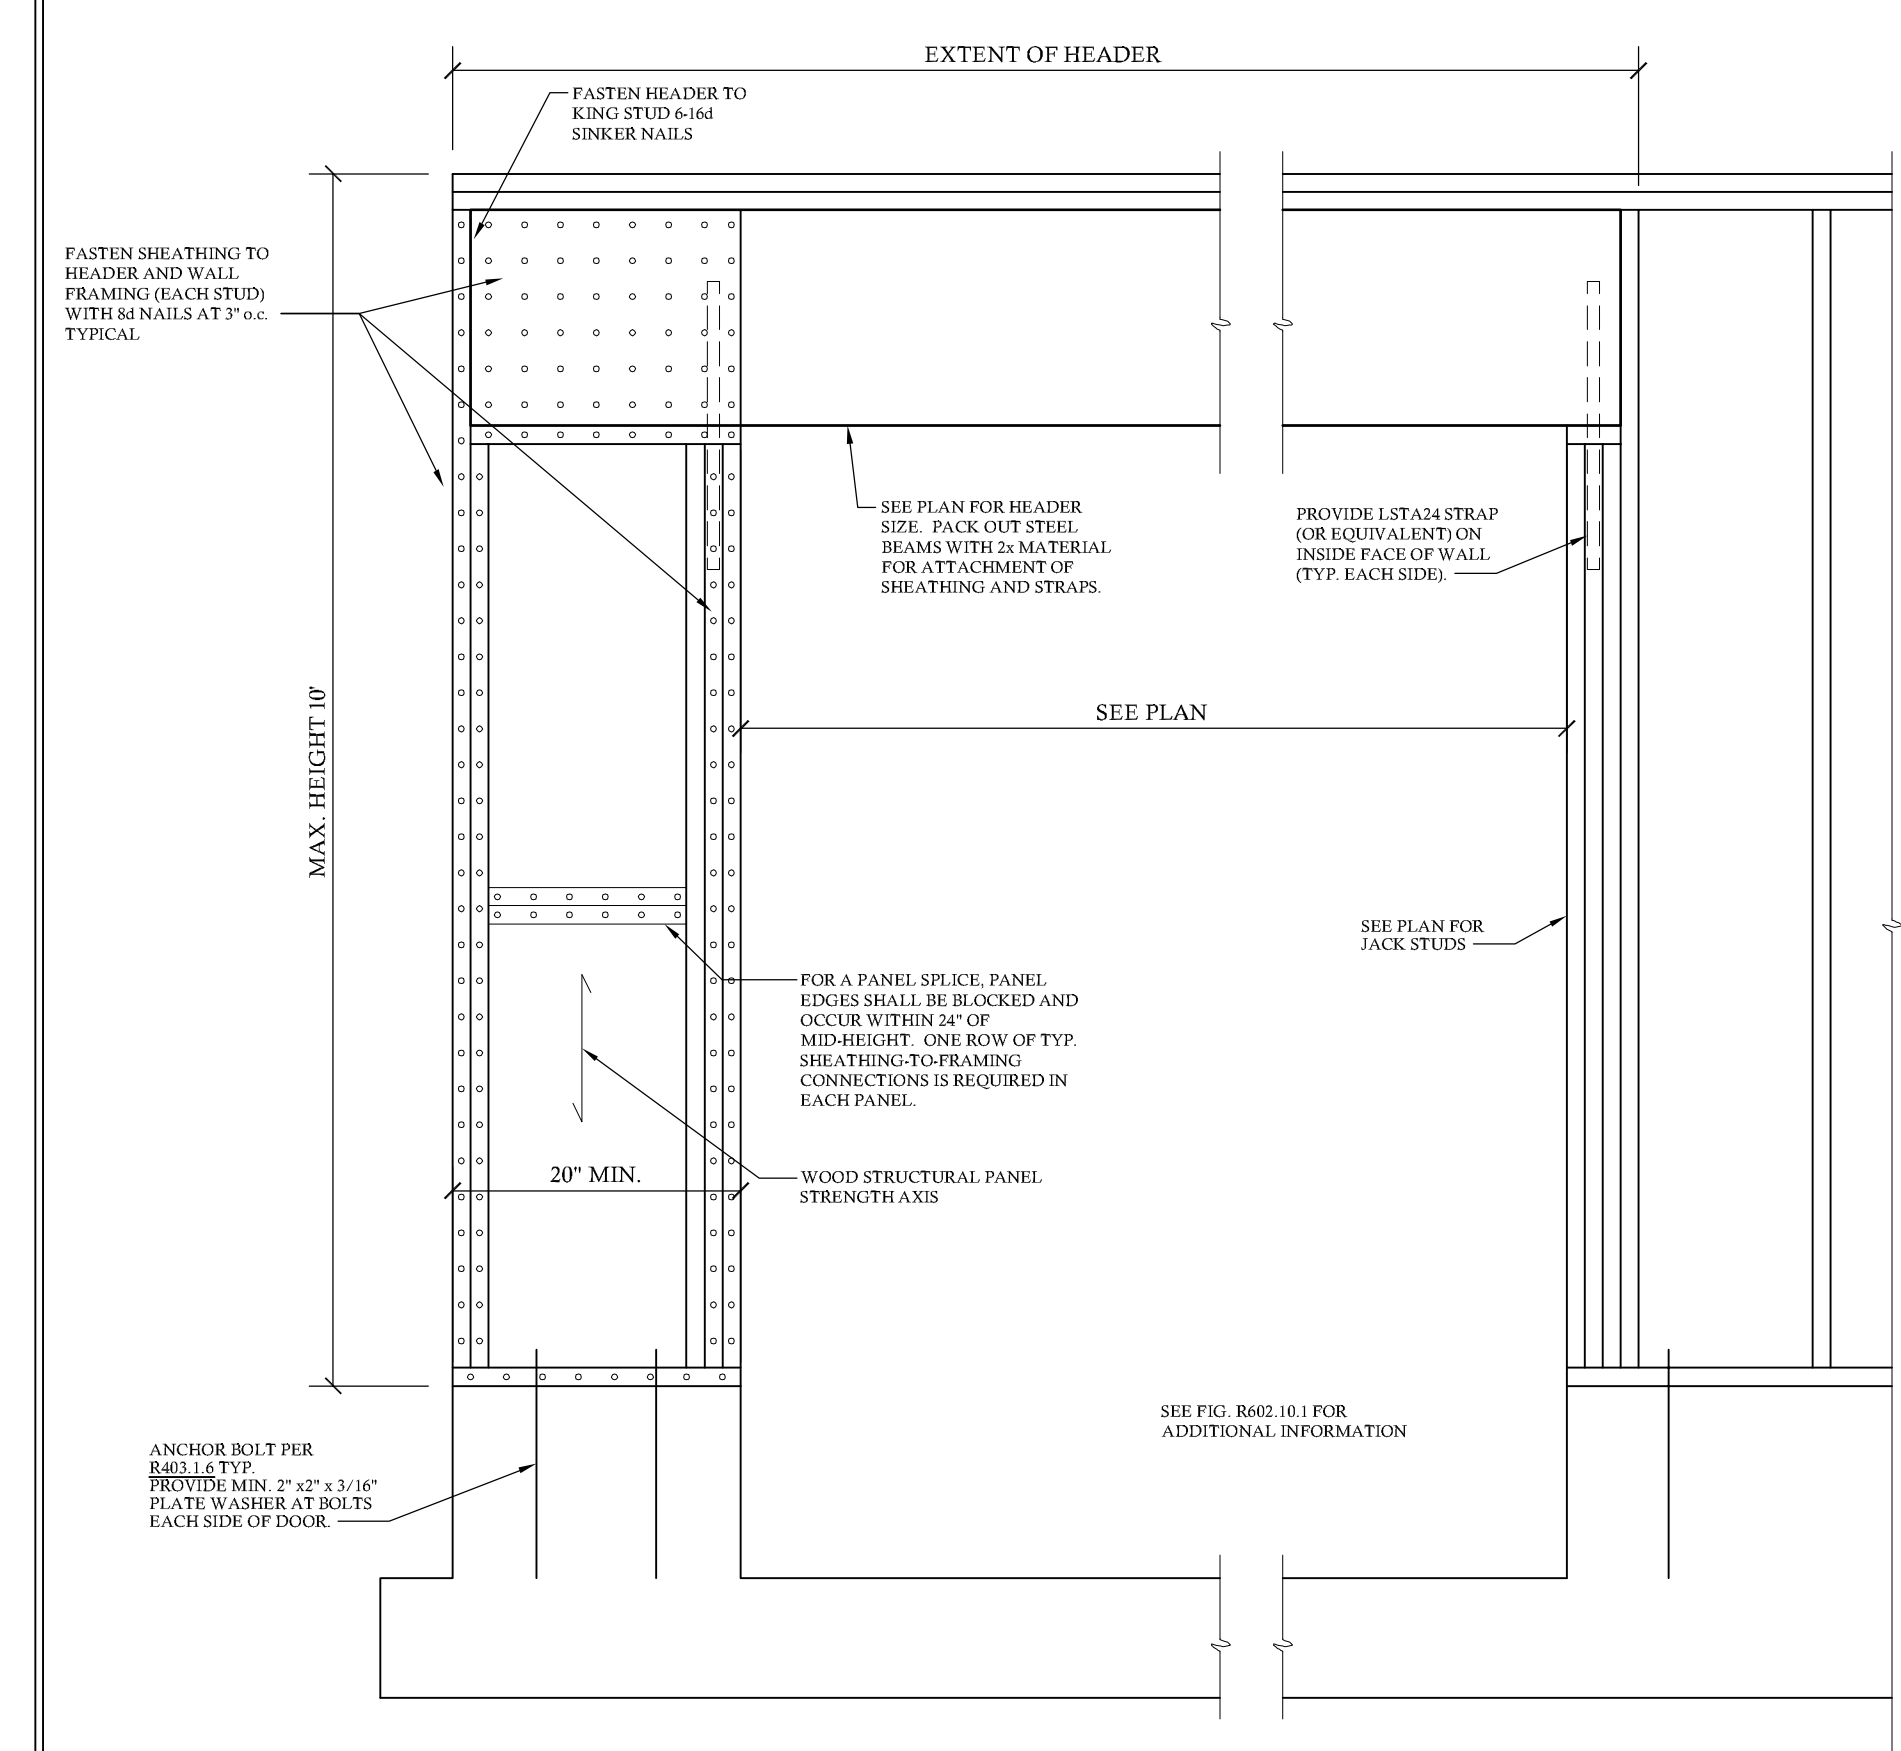 EXTENT OF HEADER
FASTEN HEADER TO
KING STUD 6-16d
SINKER NAILS
FASTEN SHEATHING TO
HEADER AND WALL
FRAMING (EACH STUD)
WITH 8d NAILS AT 3" o.c.
TYPICAL
SEE PLAN FOR HEADER
SIZE. PACK OUT STEEL
BEAMS WITH 2x MATERIAL
FOR ATTACHMENT OF
SHEATHING AND STRAPS.
PROVIDE LSTA24 STRAP
(OR EQUIVALENT) ON
INSIDE FACE OF WALL
(TYP. EACH SIDE).
MAX. HEIGHT 10'
SEE PLAN
SEE PLAN FOR
JACK STUDS
FOR A PANEL SPLICE, PANEL
EDGES SHALL BE BLOCKED AND
OCCUR WITHIN 24" OF
MID-HEIGHT. ONE ROW OF TYP.
SHEATHING-TO-FRAMING
CONNECTIONS IS REQUIRED IN
EACH PANEL.
20" MIN.
WOOD STRUCTURAL PANEL
STRENGTH AXIS
SEE FIG. R602.10.1 FOR
ADDITIONAL INFORMATION
ANCHOR BOLT PER
R403.1.6 TYP.
PROVIDE MIN. 2" x2" x 3/16"
PLATE WASHER AT BOLTS
EACH SIDE OF DOOR.